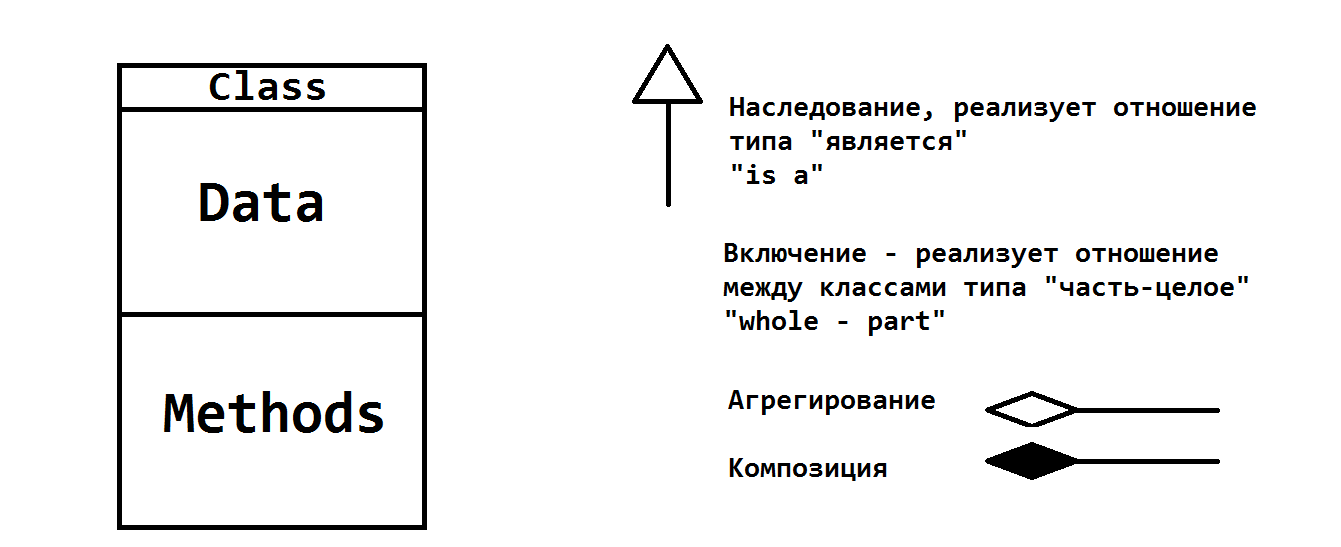 Class
Data
Methods
Наследование, реализует отношение
типа "является"
"is a"
Включение - реализует отношение
между классами типа "часть-целое"
"whole - part"
Агрегирование
Композиция